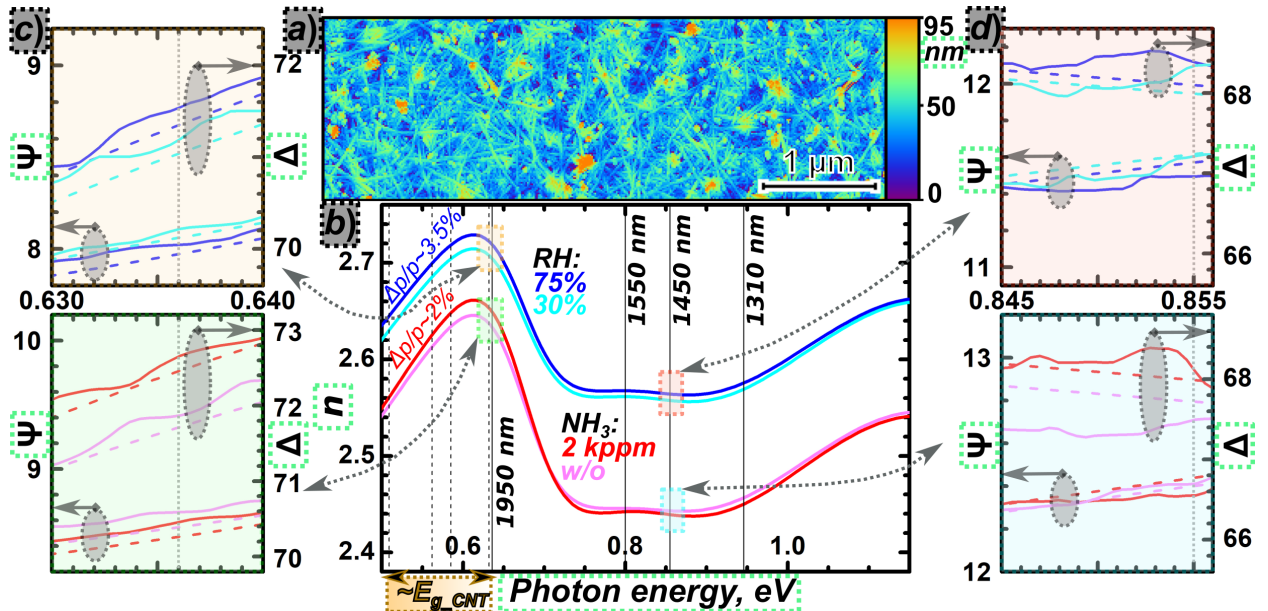 c)
9
8
Ψ
72
70
Δ
0.630
0.640
10
9
Ψ
73
72
71
70
Δ
a)
95
nm
50
0
1 μm
b)
2.7
2.6
2.5
2.4
n
Δp/p~3.5%
Δp/p~2%
RH:
75%
30%
NH3:
2 kppm
w/o
1950 nm
1550 nm
1450 nm
1310 nm
0.6
0.8
1.0
~Eg_CNT
Photon energy, eV
d)
12
11
Ψ
68
66
Δ
0.845
0.855
13
12
Ψ
68
66
Δ